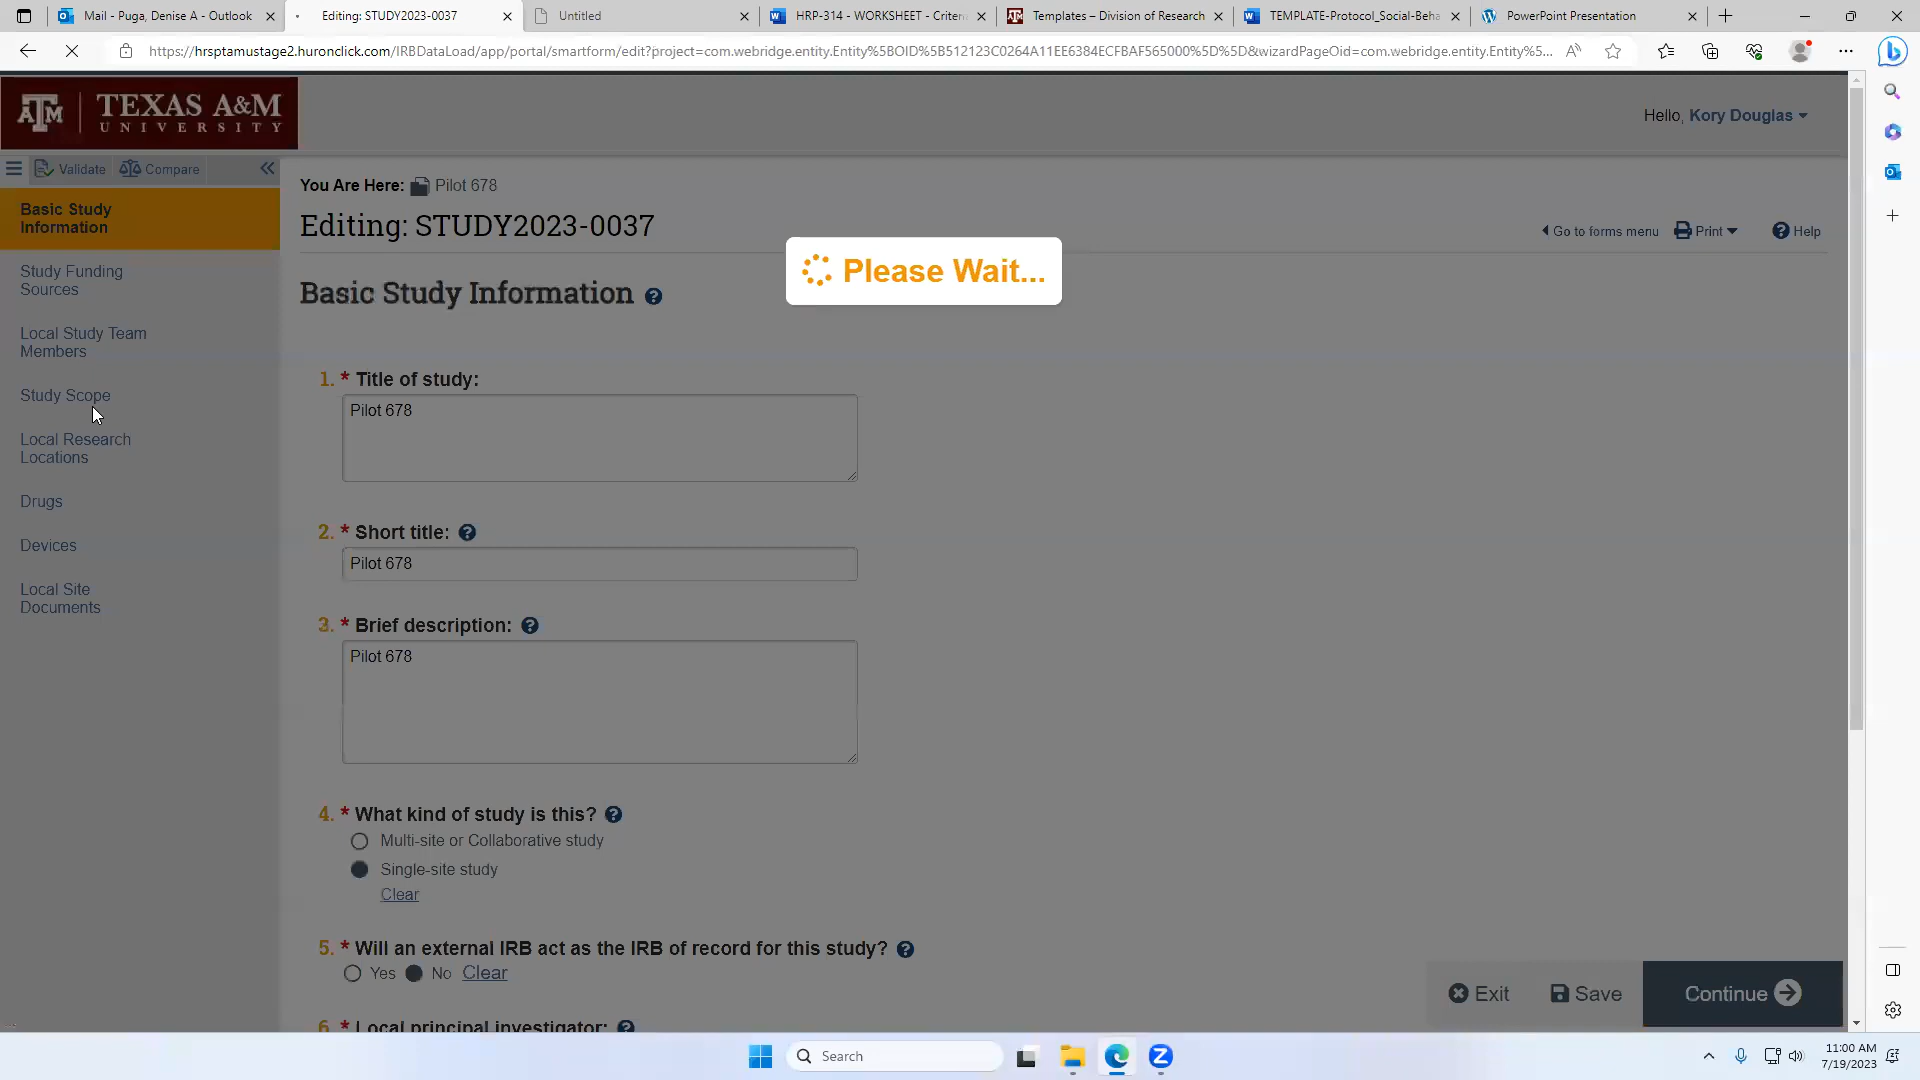 Mail - Puga, Denise A - Outlook
Editing: STUDY2023-0037
Untitled
HRP-314 - WORKSHEET - Criter
Templates – Division of Research
TEMPLATE-Protocol_Social-Beha
PowerPoint Presentation
https://hrsptamustage2.huronclick.com/IRBDataLoad/app/portal/smartform/edit?project=com.webridge.entity.Entity%5BOID%5B512123C0264A11EE6384ECFBAF565000%5D%5D&wizardPageOid=com.webridge.entity.Entity%5...
TEXAS A&M
UNIVERSITY
Hello, Kory Douglas
Validate
Compare
You Are Here: Pilot 678
Editing: STUDY2023-0037
Go to forms menu
Print
Help
Please Wait...
Basic Study
Information
Study Funding
Sources
Local Study Team
Members
Study Scope
Local Research
Locations
Drugs
Devices
Local Site
Documents
Basic Study Information
1. * Title of study:
Pilot 678
2. * Short title:
Pilot 678
3. * Brief description:
Pilot 678
4. * What kind of study is this?
Multi-site or Collaborative study
Single-site study
Clear
5. * Will an external IRB act as the IRB of record for this study?
Yes No Clear
6. * Local principal investigator:
Exit
Save
Continue
Search
11:00 AM
7/19/2023